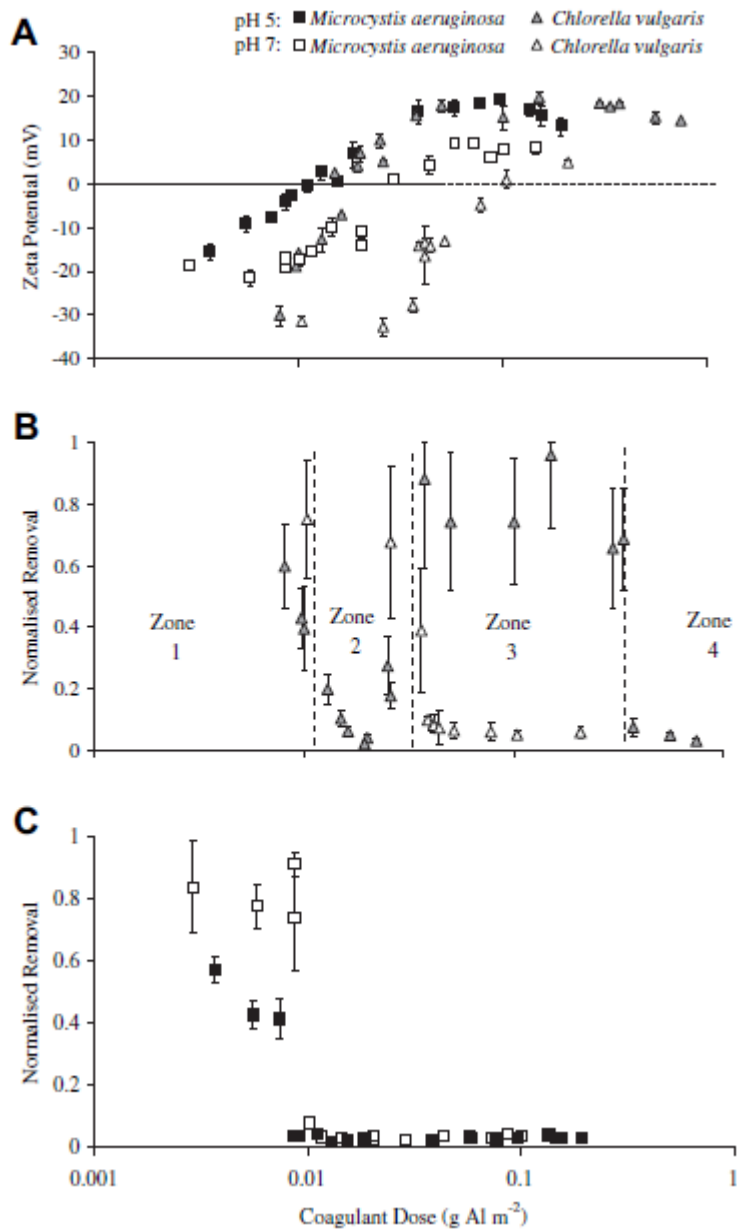 pH 5: Microcystis aeruginosa Chlorella vulgaris
pH 7: Microcystis aeruginosa Chlorella vulgaris
A
30
20
10
0
-10
-20
-30
-40
Zeta Potential (mV)
B
1
0.8
0.6
0.4
0.2
0
Normalised Removal
Zone
1
Zone
2
Zone
3
Zone
4
C
1
0.8
0.6
0.4
0.2
0
Normalised Removal
0.001 0.01 0.1 1
Coagulant Dose (g Al m⁻²)